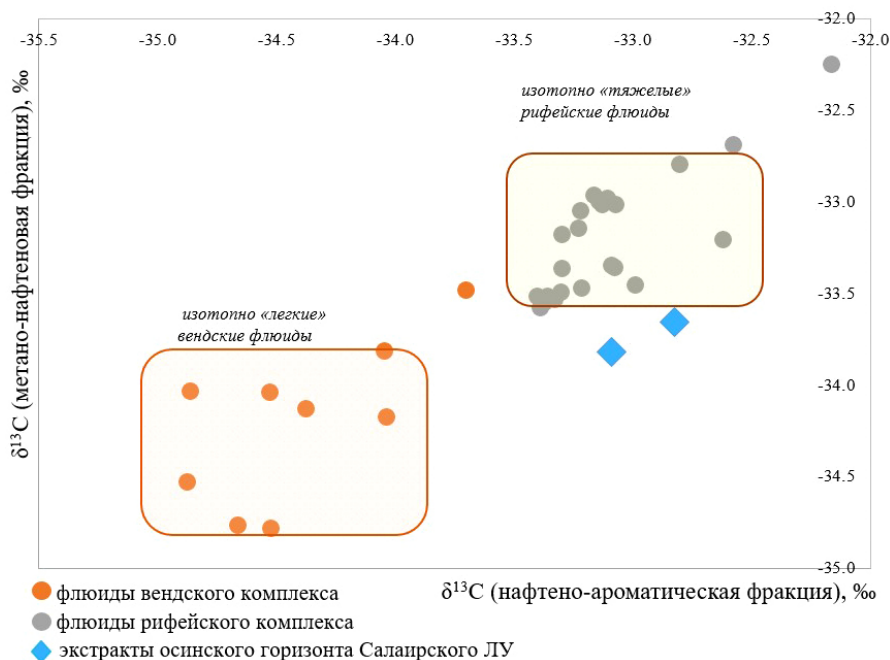 -32.0
-35.5 -35.0 -34.5 -34.0 -33.5 -33.0 -32.5 -32.0
изотопно «тяжелые»
рифейские флюиды
-32.5
-33.0
-33.5
изотопно «легкие»
вендские флюиды
-34.0
-34.5
-35.0
δ¹³C (метано-нафтеновая фракция), ‰
δ¹³C (нафтено-ароматическая фракция), ‰
флюиды вендского комплекса
флюиды рифейского комплекса
экстракты осинского горизонта Салаирского ЛУ